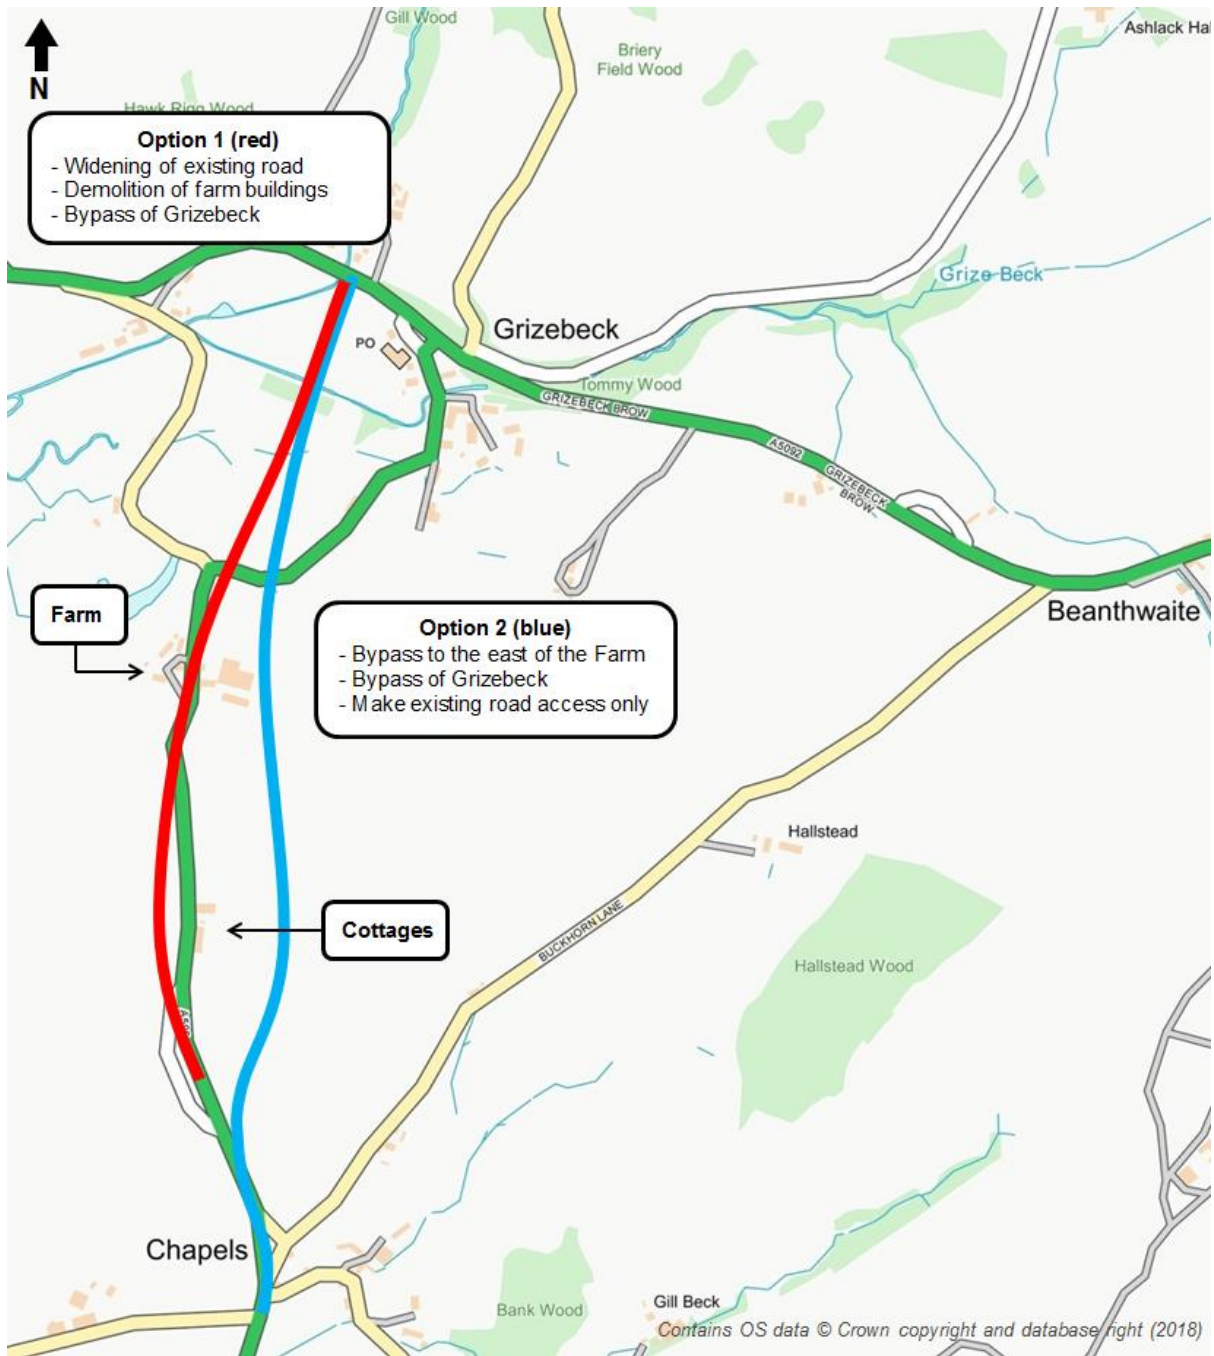 Gill Wood
Ashlack Hal
Briery
Field Wood
N
Hawk Rigg Wood
Option 1 (red)
- Widening of existing road
- Demolition of farm buildings
- Bypass of Grizebeck
Grize Beck
Grizebeck
PO
Tommy Wood
GRIZEBECK BROW
A5092
GRIZEBECK
BROW
Farm
Beanthwaite
Option 2 (blue)
- Bypass to the east of the Farm
- Bypass of Grizebeck
- Make existing road access only
Hallstead
BUCKHORN LANE
Cottages
Hallstead Wood
Chapels
Gill Beck
Bank Wood
Contains OS data © Crown copyright and database right (2018)